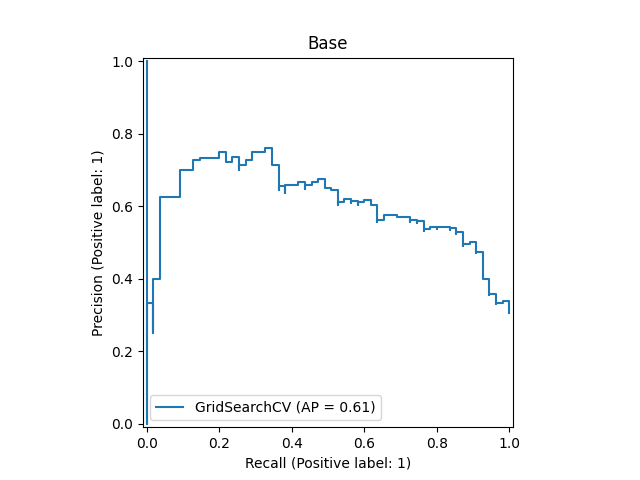 Base
1.0
0.8
0.6
0.4
0.2
0.0
Precision (Positive label: 1)
GridSearchCV (AP = 0.61)
0.0 0.2 0.4 0.6 0.8 1.0
Recall (Positive label: 1)